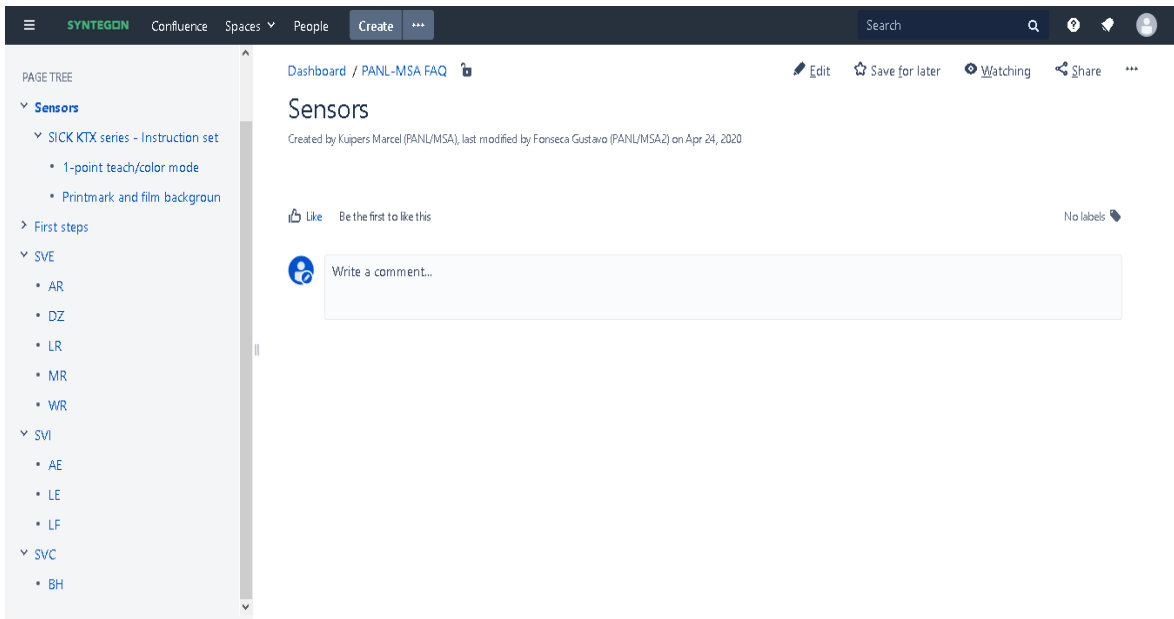 SYNTEGON Confluence Spaces People Create ••• Search
PAGE TREE
Sensors
SICK KTX series - Instruction set
1-point teach/color mode
Printmark and film backgroun
First steps
SVE
AR
DZ
LR
MR
WR
SVI
AE
LE
LF
SVC
BH
Dashboard / PANL-MSA FAQ
Edit Save for later Watching Share •••
Sensors
Created by Kuipers Marcel (PANL/MSA), last modified by Fonseca Gustavo (PANL/MSA2) on Apr 24, 2020
Like Be the first to like this No labels
Write a comment...